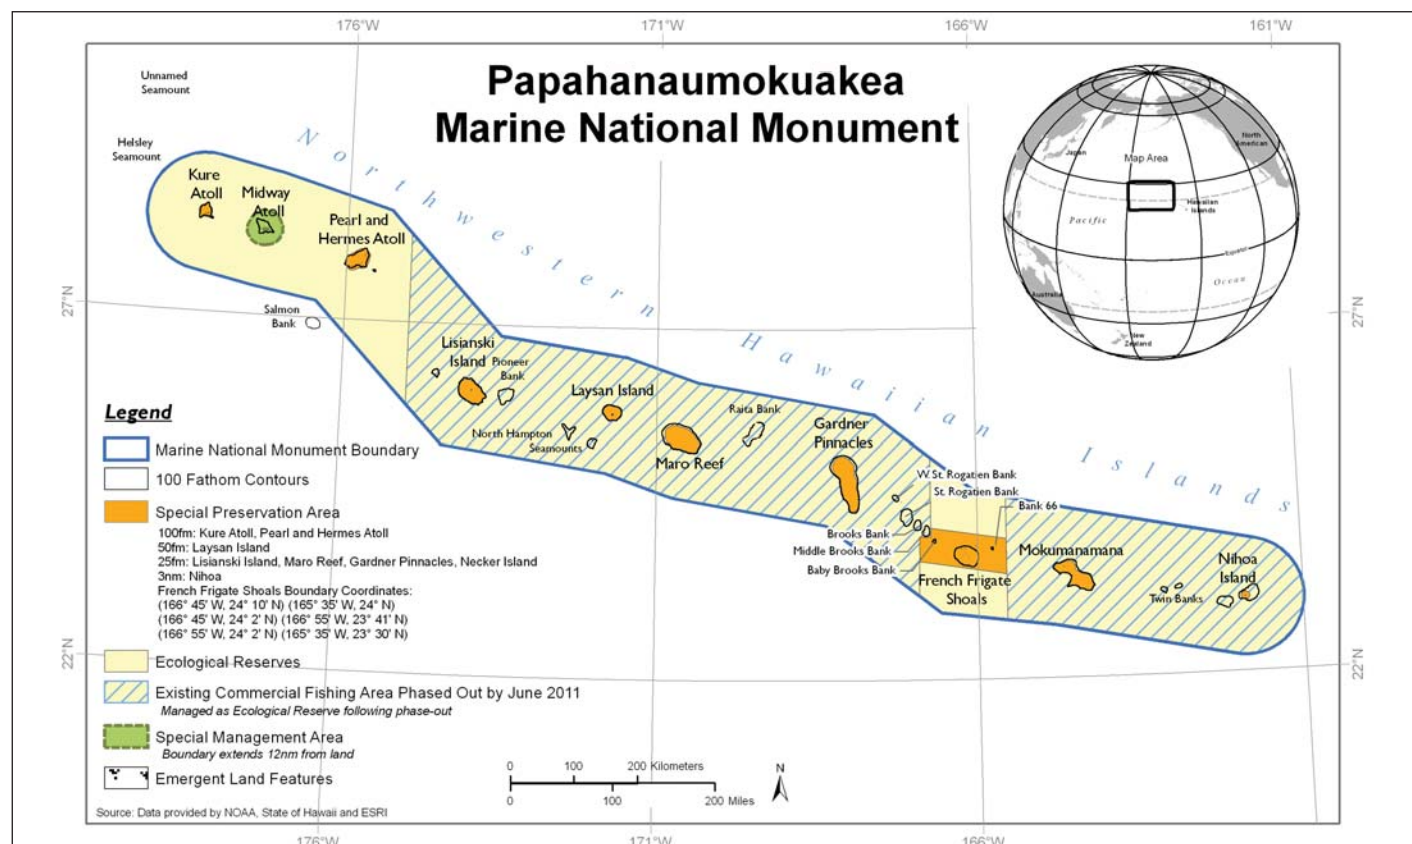 176°W
171°W
166°W
161°W
Papahanaumokuakea
Marine National Monument
Unnamed
Seamount
Helsley
Seamount
Kure
Atoll
Midway
Atoll
Pearl and
Hermes Atoll
Salmon
Bank
27°N
27°N
22°N
22°N
Northwestern Hawaiian Islands
North
American
Japan
Map Area
Hawaiian
Islands
Pacific
Equator
Ocean
Australia
New
Zealand
Lisianski
Island
Pioneer
Bank
Laysan Island
North Hampton
Seamounts
Maro Reef
Raita Bank
Gardner
Pinnacles
W. St. Rogatien Bank
St. Rogatien Bank
Bank 66
Brooks Bank
Middle Brooks Bank
Baby Brooks Bank
French Frigate
Shoals
Mokumanamana
Twin Banks
Nihoa
Island
Legend
Marine National Monument Boundary
100 Fathom Contours
Special Preservation Area
100fm: Kure Atoll, Pearl and Hermes Atoll
50fm: Laysan Island
25fm: Lisianski Island, Maro Reef, Gardner Pinnacles, Necker Island
3nm: Nihoa
French Frigate Shoals Boundary Coordinates:
(166° 45' W, 24° 10' N) (165° 35' W, 24° N)
(166° 45' W, 24° 2' N) (166° 55' W, 23° 41' N)
(166° 55' W, 24° 2' N) (165° 35' W, 23° 30' N)
Ecological Reserves
Existing Commercial Fishing Area Phased Out by June 2011
Managed as Ecological Reserve following phase-out
Special Management Area
Boundary extends 12nm from land
Emergent Land Features
Source: Data provided by NOAA, State of Hawaii and ESRI
0 100 200 Kilometers
0 100 200 Miles
N
176°W
171°W
166°W